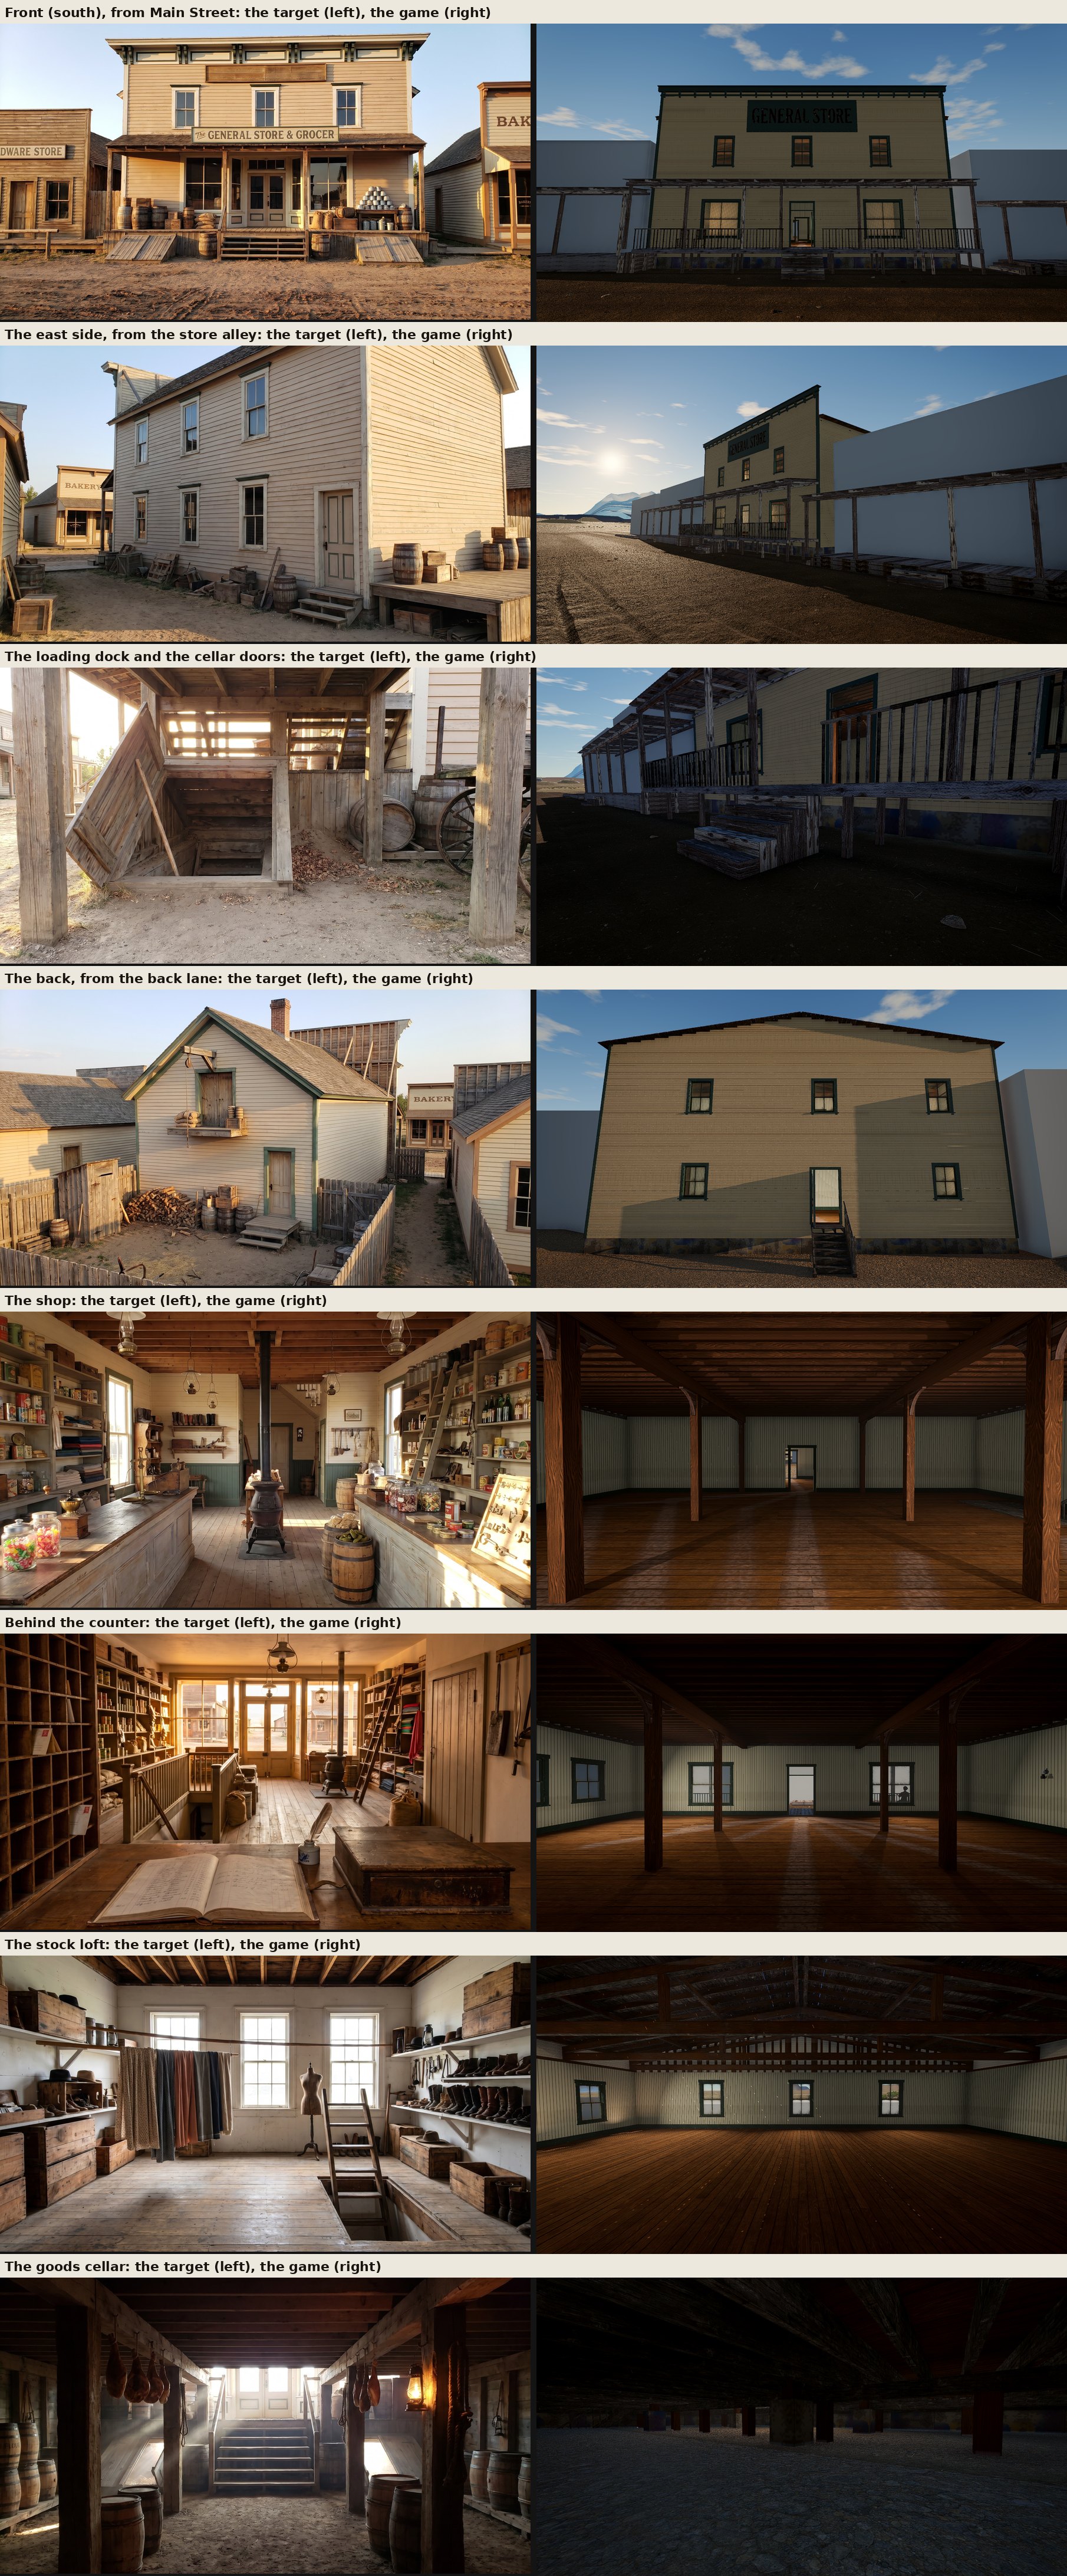 Front (south), from Main Street: the target (left), the game (right)
DWARE STORE
The GENERAL STORE & GROCER
BAK
GENERAL STORE
The east side, from the store alley: the target (left), the game (right)
BAKERY
GENERAL STORE
The loading dock and the cellar doors: the target (left), the game (right)
The back, from the back lane: the target (left), the game (right)
BAKERY
The shop: the target (left), the game (right)
Behind the counter: the target (left), the game (right)
The stock loft: the target (left), the game (right)
The goods cellar: the target (left), the game (right)